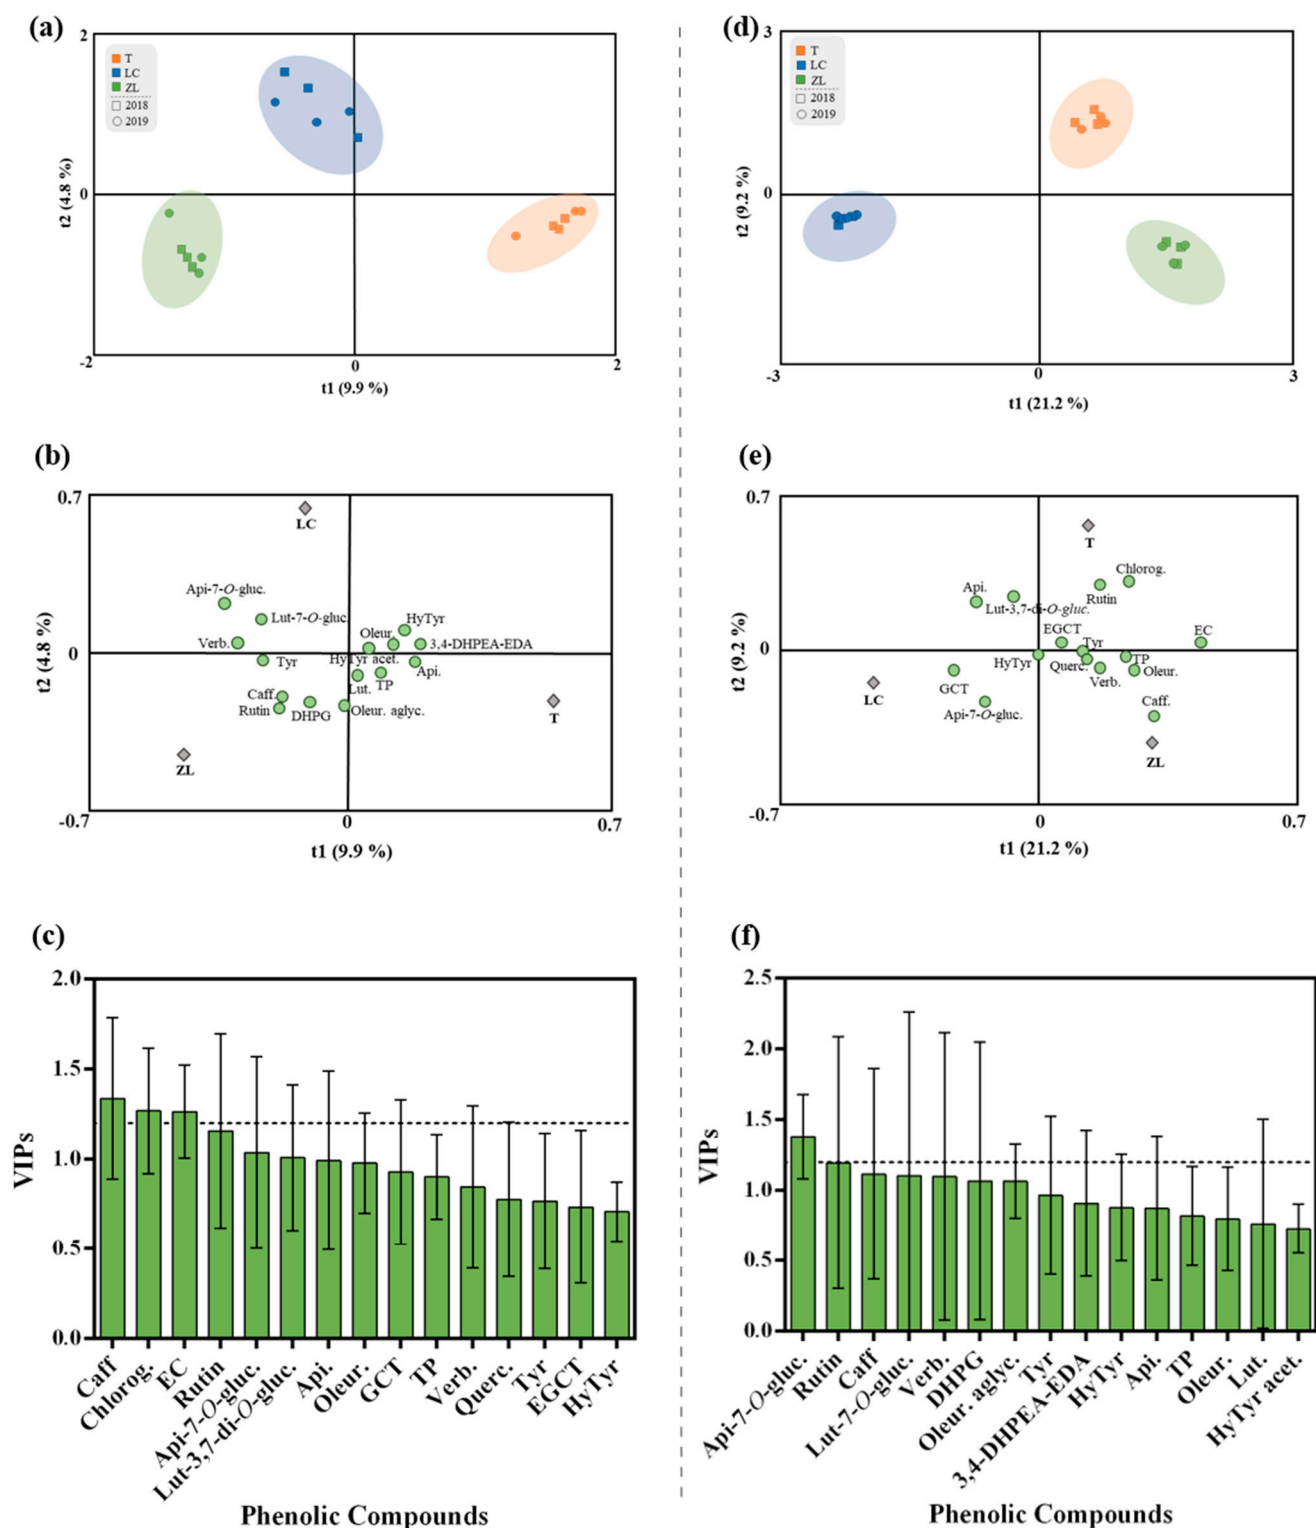 (a)
2
T
LC
ZL
2018
2019
t2 (4.8 %)
0
-2
0
2
t1 (9.9 %)
(d)
3
T
LC
ZL
2018
2019
t2 (9.2 %)
0
-3
0
3
t1 (21.2 %)
(b)
0.7
LC
Api-7-O-gluc.
Lut-7-O-gluc.
HyTyr
Oleur.
Verb.
3,4-DHPEA-EDA
t2 (4.8 %)
0
Tyr
HyTyr acet.
Api.
Lut.
TP
Caff.
Rutin
DHPG
Oleur. aglyc.
T
ZL
-0.7
0
0.7
t1 (9.9 %)
(e)
0.7
T
Chlorog.
Api.
Rutin
Lut-3,7-di-O-gluc.
EGCT
Tyr
EC
t2 (9.2 %)
0
HyTyr
Querc.
TP
Oleur.
Verb.
GCT
LC
Api-7-O-gluc.
Caff.
ZL
-0.7
0
0.7
t1 (21.2 %)
(c)
2.0
1.5
1.0
0.5
0.0
VIPs
Caff
Chlorog.
EC
Rutin
Api-7-O-gluc.
Lut-3,7-di-O-gluc.
Api.
Oleur.
GCT
TP
Verb.
Querc.
Tyr
EGCT
HyTyr
Phenolic Compounds
(f)
2.5
2.0
1.5
1.0
0.5
0.0
VIPs
Api-7-O-gluc.
Rutin
Caff
Lut-7-O-gluc.
Verb.
DHPG
Oleur. aglyc.
Tyr
3,4-DHPEA-EDA
HyTyr
Api.
TP
Oleur.
Lut.
HyTyr acet.
Phenolic Compounds